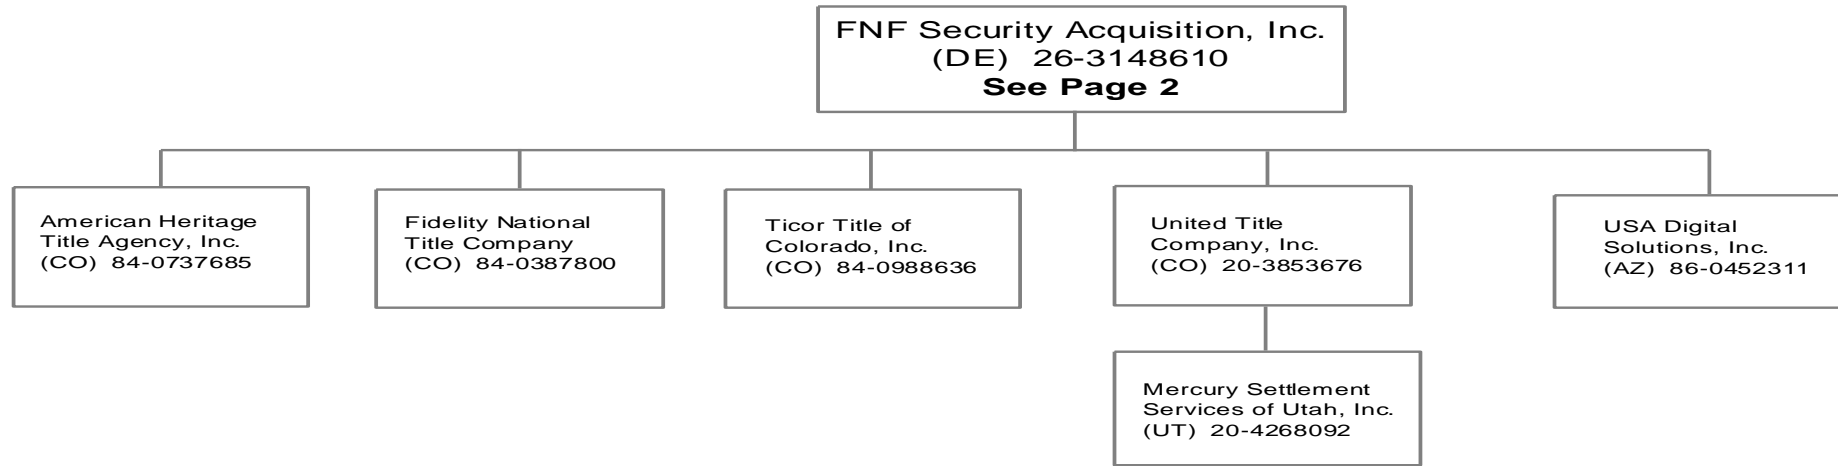 FNF Security Acquisition, Inc.
(DE) 26-3148610
See Page 2
American Heritage
Title Agency, Inc.
(CO) 84-0737685
Fidelity National
Title Company
(CO) 84-0387800
Ticor Title of
Colorado, Inc.
(CO) 84-0988636
United Title
Company, Inc.
(CO) 20-3853676
USA Digital
Solutions, Inc.
(AZ) 86-0452311
Mercury Settlement
Services of Utah, Inc.
(UT) 20-4268092